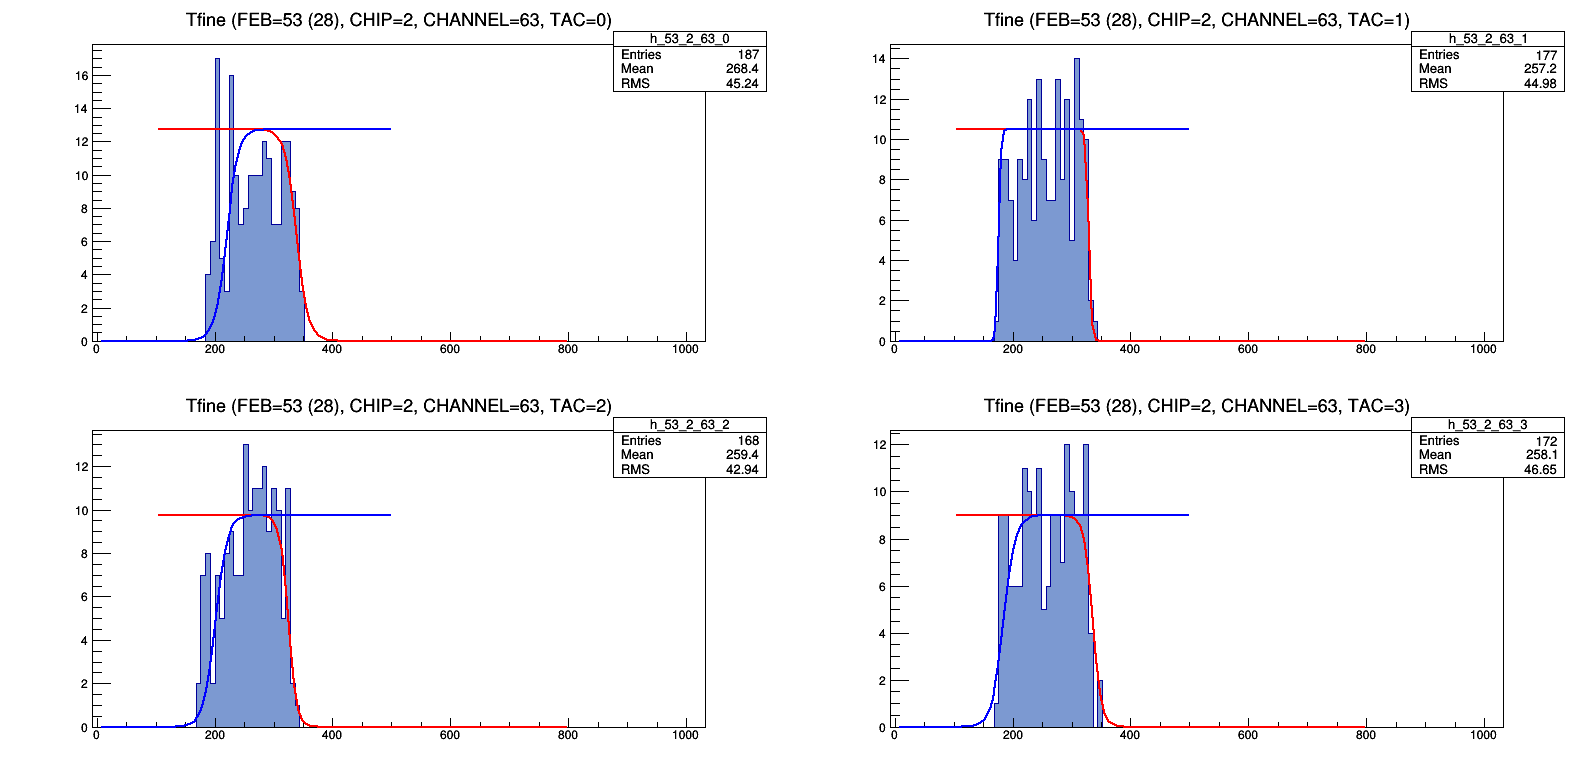 Tfine (FEB=53 (28), CHIP=2, CHANNEL=63, TAC=0)
h_53_2_63_0
Entries 187
Mean 268.4
RMS 45.24
16
14
12
10
8
6
4
2
0
0 200 400 600 800 1000
Tfine (FEB=53 (28), CHIP=2, CHANNEL=63, TAC=1)
h_53_2_63_1
Entries 177
Mean 257.2
RMS 44.98
14
12
10
8
6
4
2
0
0 200 400 600 800 1000
Tfine (FEB=53 (28), CHIP=2, CHANNEL=63, TAC=2)
h_53_2_63_2
Entries 168
Mean 259.4
RMS 42.94
12
10
8
6
4
2
0
0 200 400 600 800 1000
Tfine (FEB=53 (28), CHIP=2, CHANNEL=63, TAC=3)
h_53_2_63_3
Entries 172
Mean 258.1
RMS 46.65
12
10
8
6
4
2
0
0 200 400 600 800 1000